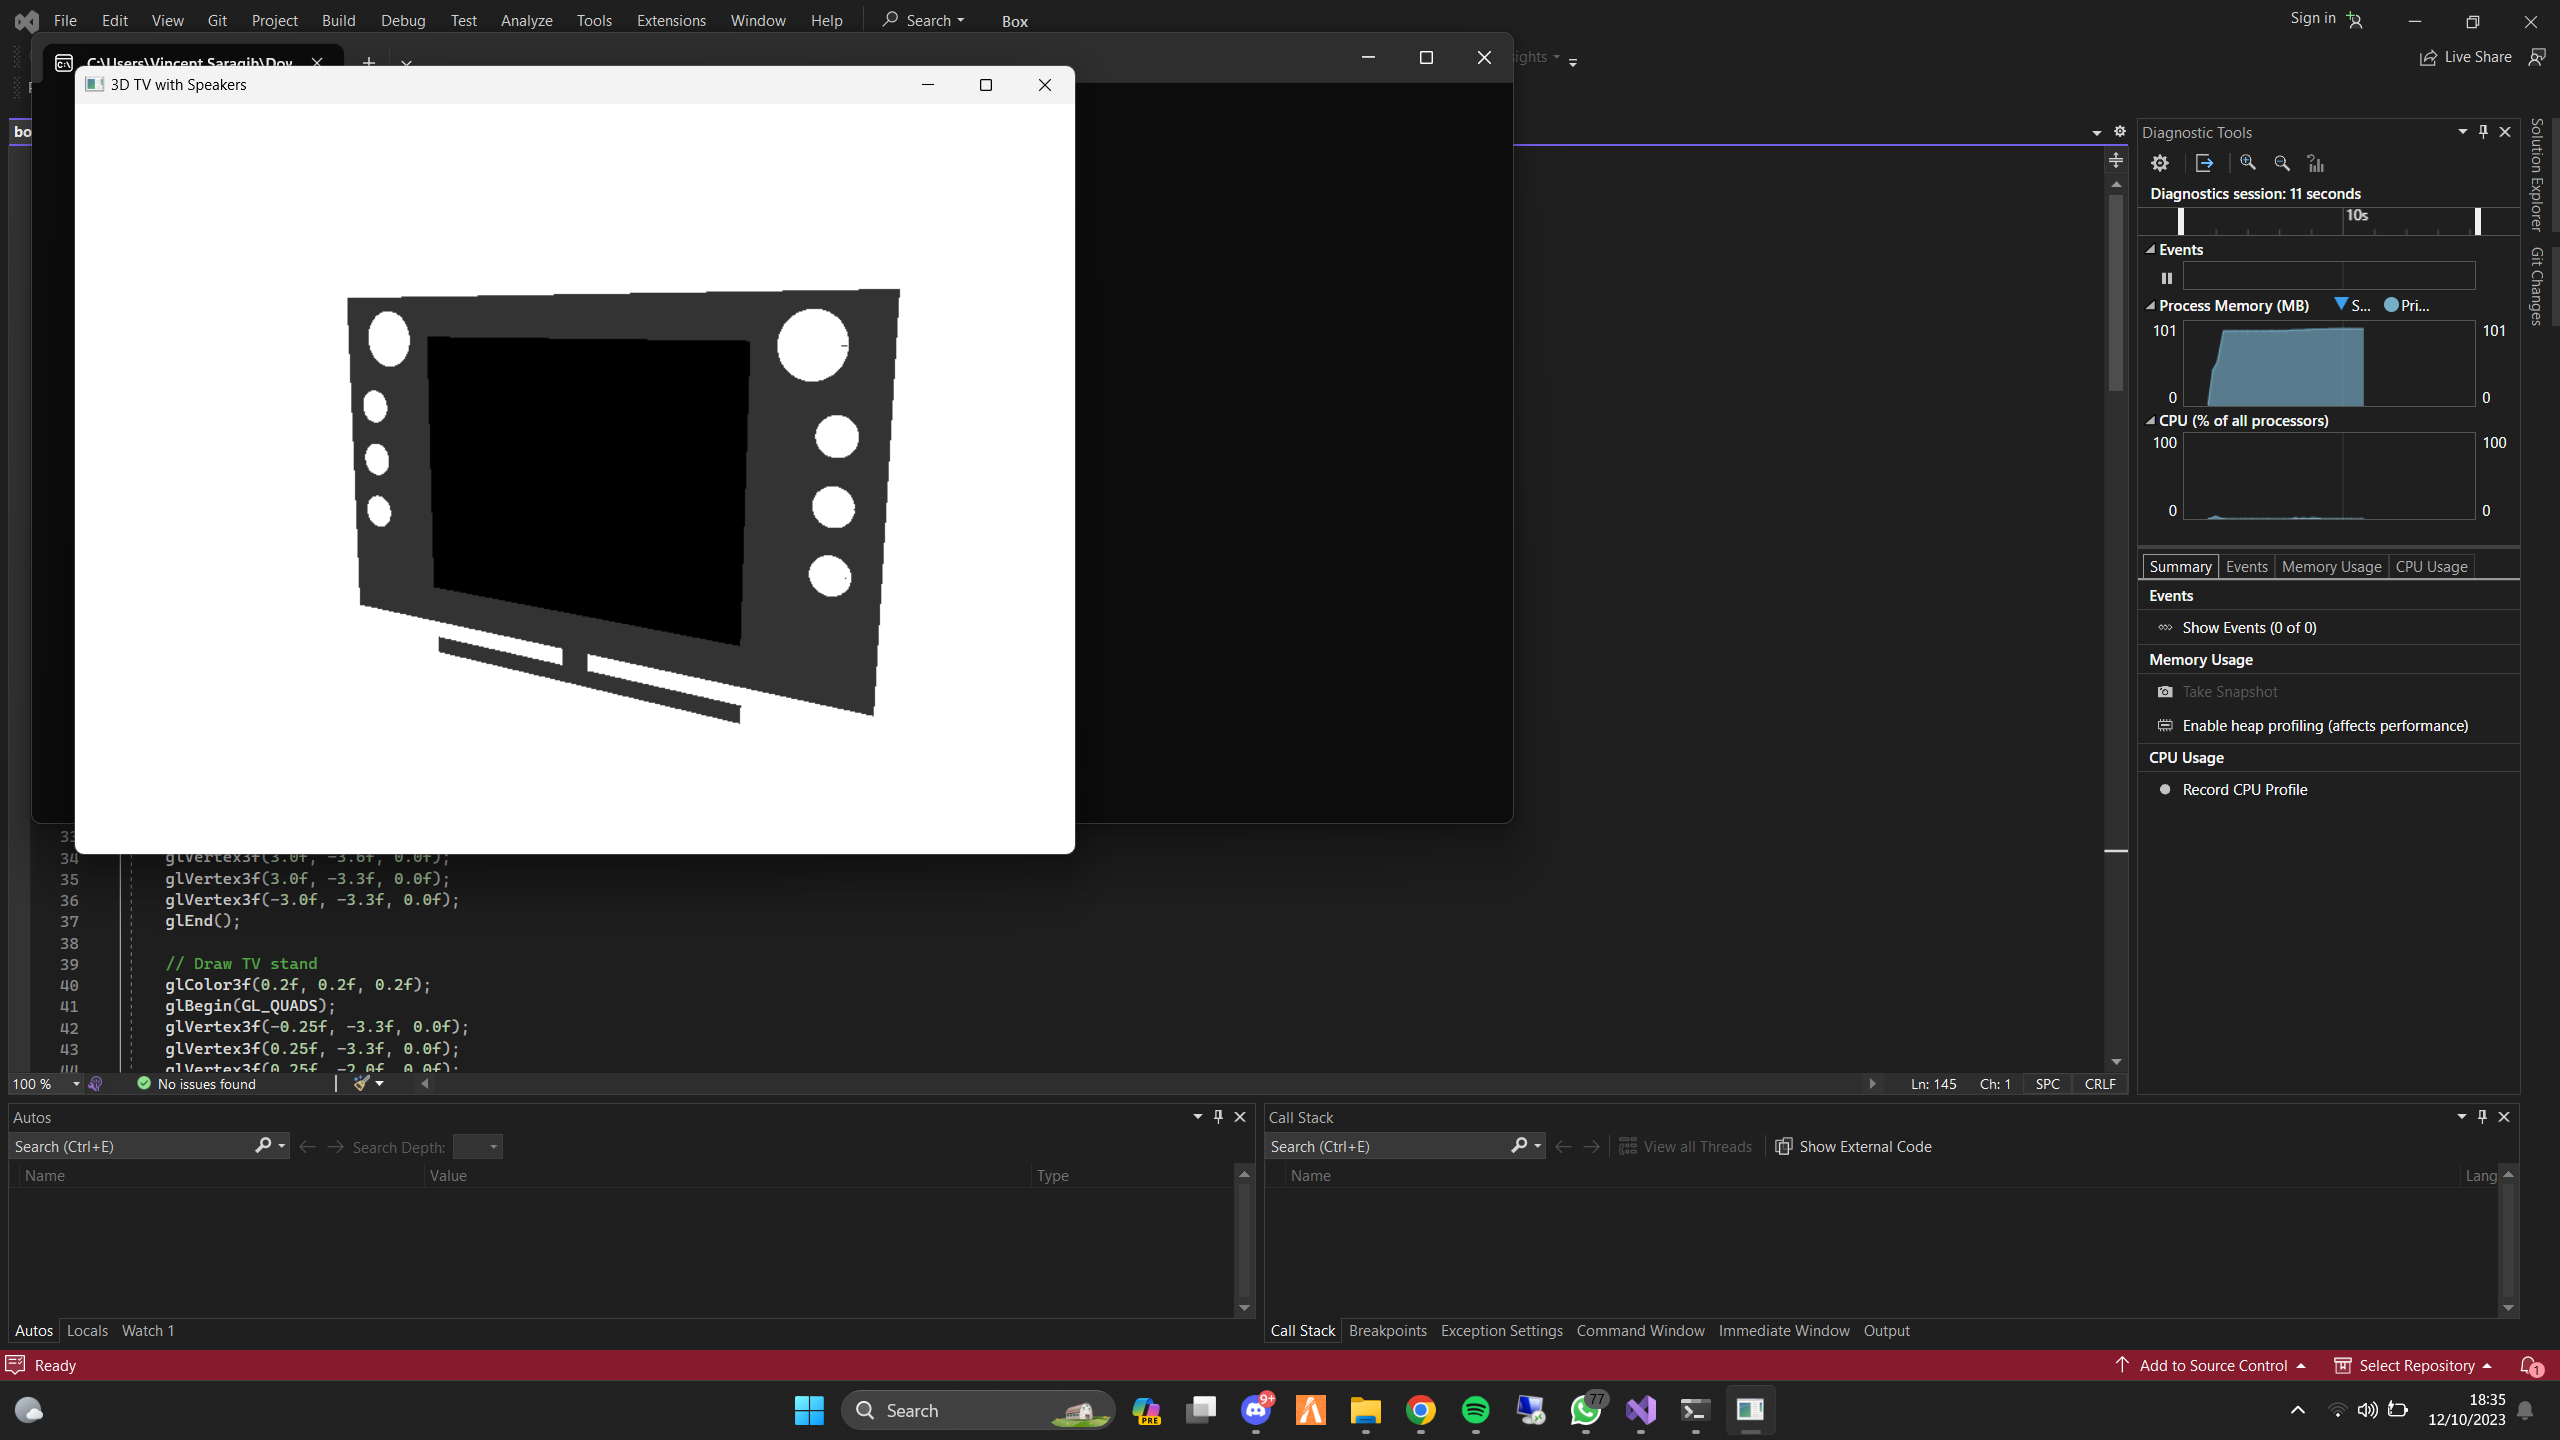 File Edit View Git Project Build Debug Test Analyze Tools Extensions Window Help Search Box Sign in
C:\Users\Vincent Saragih\Dow
sights Live Share
3D TV with Speakers
bo
Diagnostic Tools
Diagnostics session: 11 seconds
10s
Events
Process Memory (MB) S... Pri...
101 101
0 0
CPU (% of all processors)
100 100
0 0
Summary Events Memory Usage CPU Usage
Events
Show Events (0 of 0)
Memory Usage
Take Snapshot
Enable heap profiling (affects performance)
CPU Usage
Record CPU Profile
Solution Explorer
Git Changes
33
34 glVertex3f(3.0f, -3.6f, 0.0f);
35 glVertex3f(3.0f, -3.3f, 0.0f);
36 glVertex3f(-3.0f, -3.3f, 0.0f);
37 glEnd();
38
39 // Draw TV stand
40 glColor3f(0.2f, 0.2f, 0.2f);
41 glBegin(GL_QUADS);
42 glVertex3f(-0.25f, -3.3f, 0.0f);
43 glVertex3f(0.25f, -3.3f, 0.0f);
44 glVertex3f(0.25f, -2.0f, 0.0f);
100 % No issues found Ln: 145 Ch: 1 SPC CRLF
Autos
Search (Ctrl+E) Search Depth:
Name Value Type
Autos Locals Watch 1
Call Stack
Search (Ctrl+E) View all Threads Show External Code
Name Lang
Call Stack Breakpoints Exception Settings Command Window Immediate Window Output
Ready Add to Source Control Select Repository 1
Search PRE 9+ 77 18:35
12/10/2023